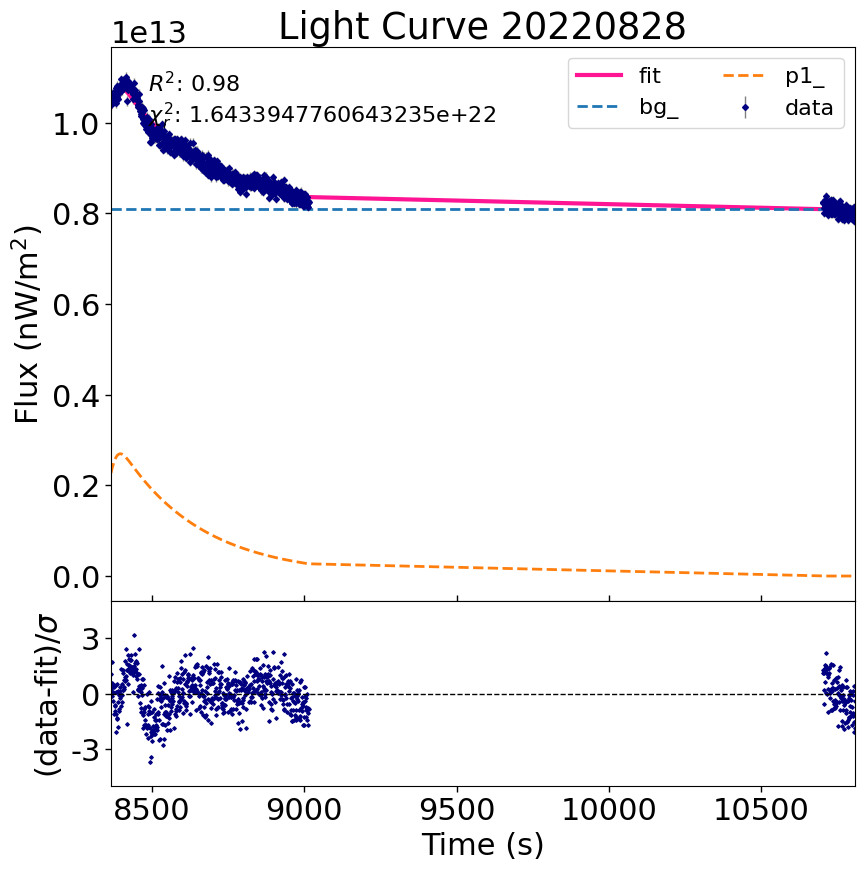 Light Curve 20220828
1e13
R²: 0.98
χ²ᵣ: 1.6433947760643235e+22
fit
bg_
p1_
data
Flux (nW/m²)
1.0
0.8
0.6
0.4
0.2
0.0
(data-fit)/σ
3
0
-3
8500 9000 9500 10000 10500
Time (s)